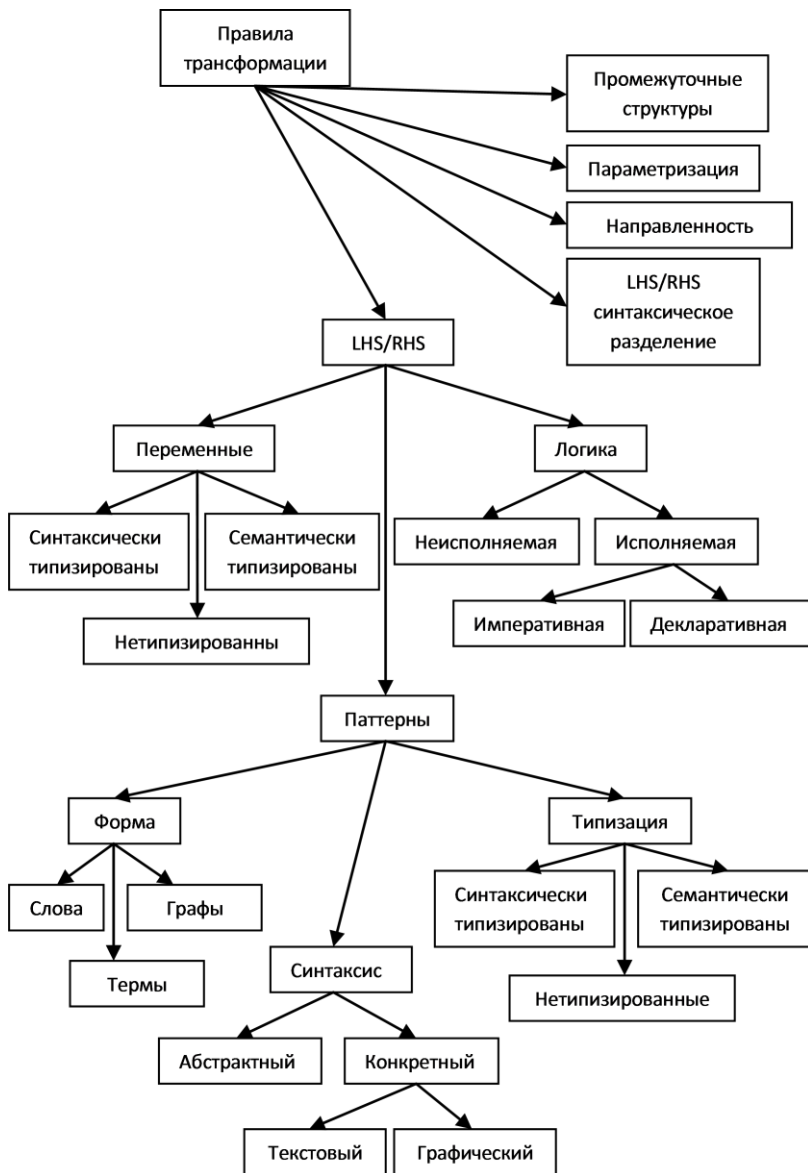 Правила
трансформации
Промежуточные
структуры
Параметризация
Направленность
LHS/RHS
синтаксическое
разделение
LHS/RHS
Переменные
Логика
Синтаксически
типизированы
Семантически
типизированы
Неисполняемая
Исполняемая
Нетипизированны
Императивная
Декларативная
Паттерны
Форма
Типизация
Слова
Графы
Синтаксически
типизированы
Семантически
типизированы
Термы
Синтаксис
Нетипизированные
Абстрактный
Конкретный
Текстовый
Графический